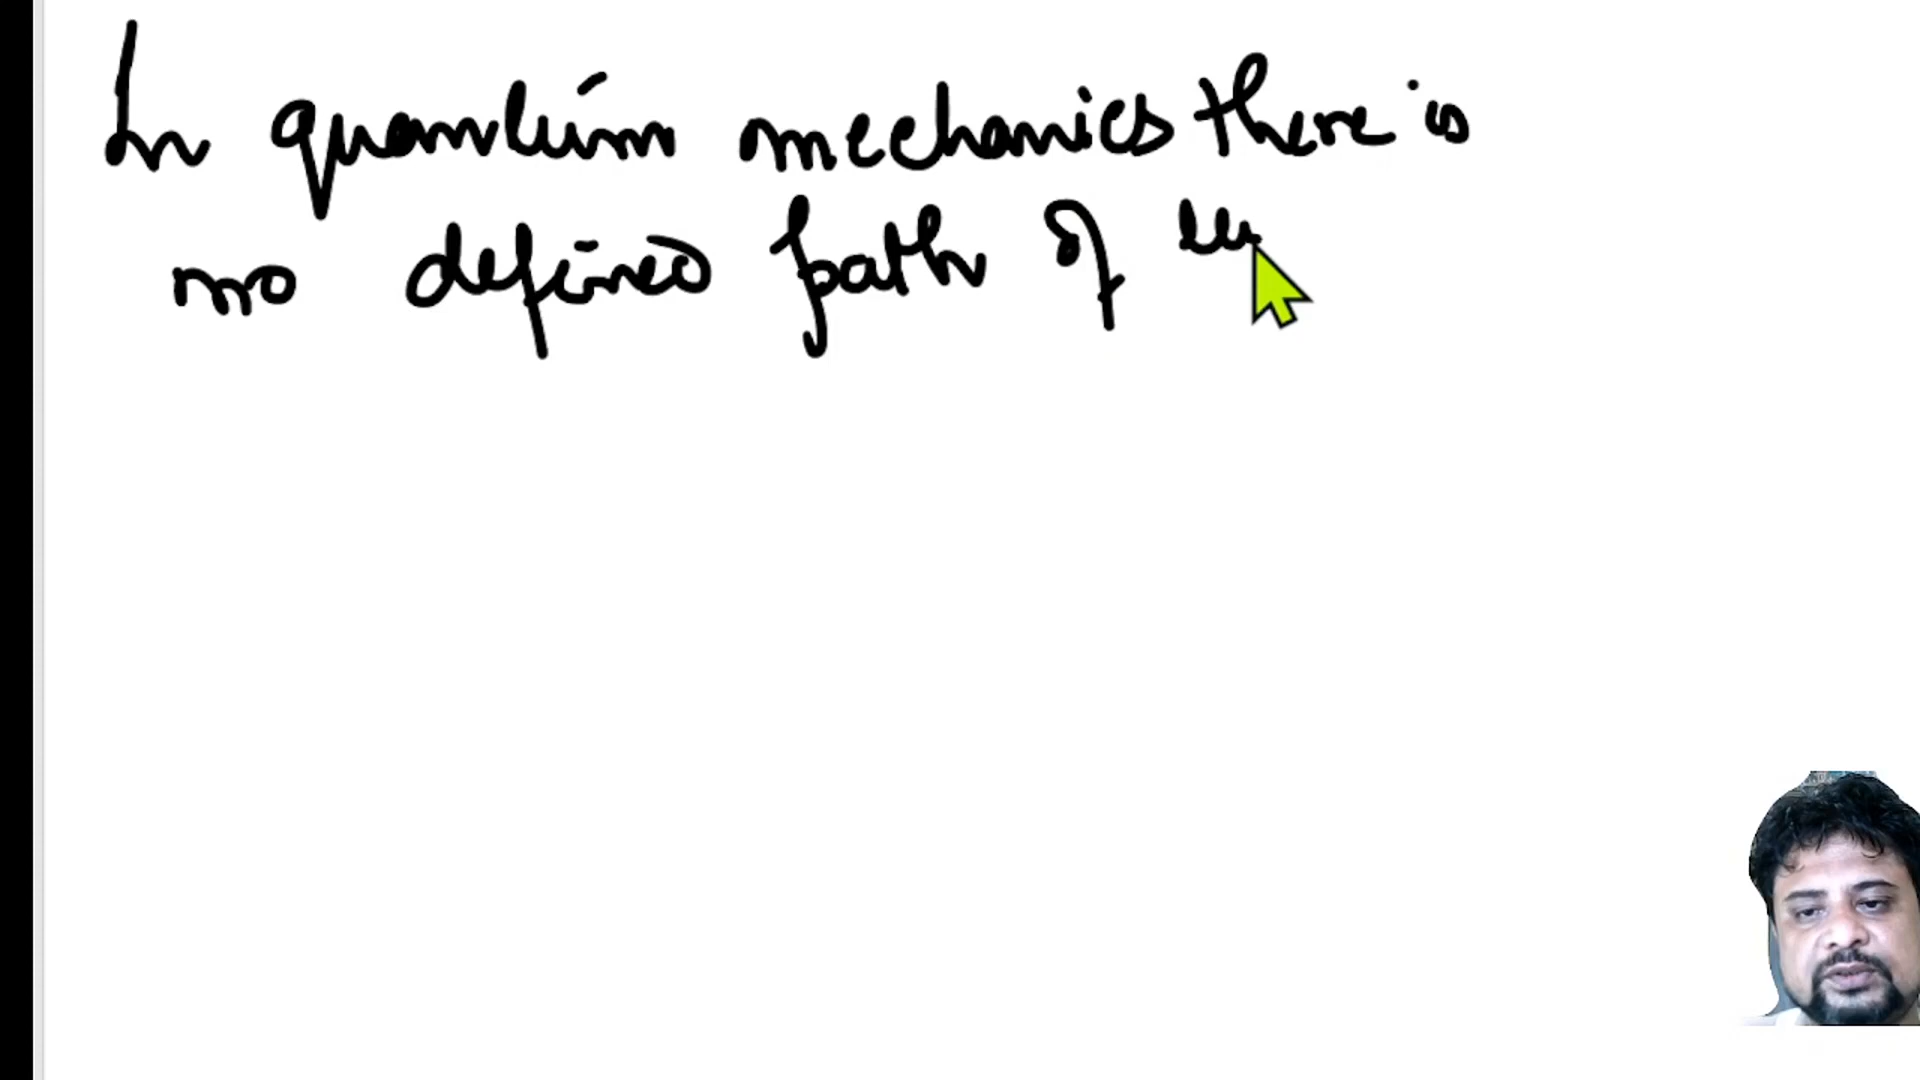 In quantum mechanics there is
no defined path of